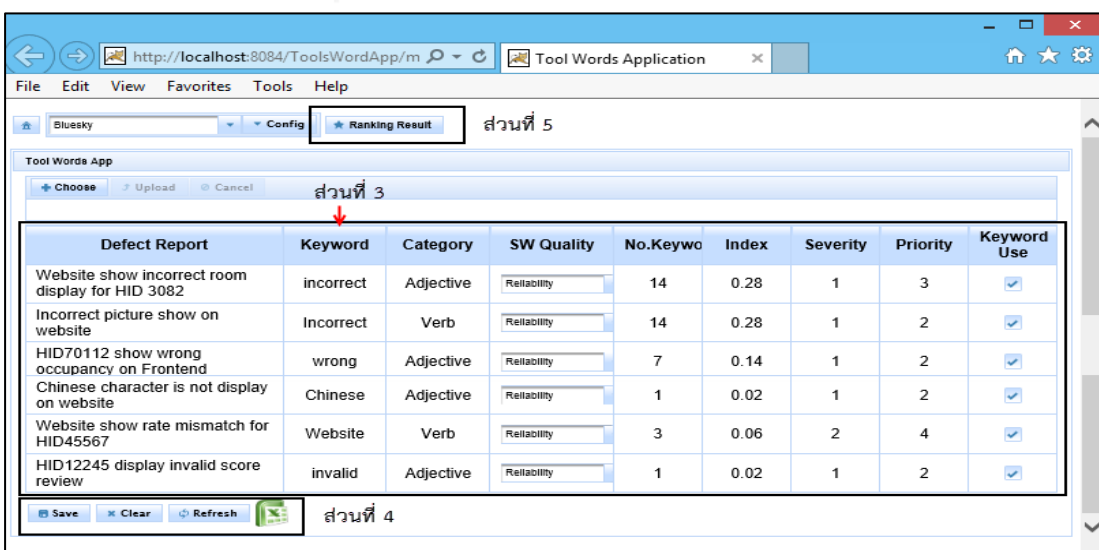 http://localhost:8084/ToolsWordApp/m
Tool Words Application
File Edit View Favorites Tools Help
Bluesky Config Ranking Result ส่วนที่ 5
Tool Words App
Choose Upload Cancel ส่วนที่ 3
Defect Report Keyword Category SW Quality No.Keywo Index Severity Priority Keyword Use
Website show incorrect room
display for HID 3082
incorrect Adjective Reliability 14 0.28 1 3
Incorrect picture show on
website
Incorrect Verb Reliability 14 0.28 1 2
HID70112 show wrong
occupancy on Frontend
wrong Adjective Reliability 7 0.14 1 2
Chinese character is not display
on website
Chinese Adjective Reliability 1 0.02 1 2
Website show rate mismatch for
HID45567
Website Verb Reliability 3 0.06 2 4
HID12245 display invalid score
review
invalid Adjective Reliability 1 0.02 1 2
Save Clear Refresh ส่วนที่ 4